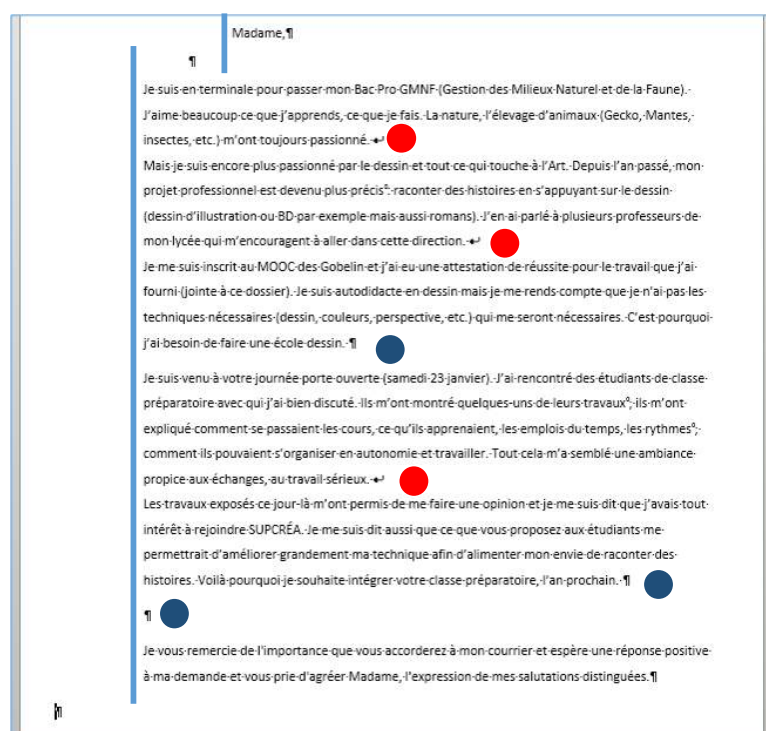 Madame,¶
¶
Je suis en terminale pour passer mon Bac Pro GMNF (Gestion des Milieux Naturel et de la Faune).
J'aime beaucoup ce que j'apprends, ce que je fais. La nature, l'élevage d'animaux (Gecko, Mantes,
insectes, etc.) m'ont toujours passionné. ↵
Mais je suis encore plus passionné par le dessin et tout ce qui touche à l'Art. Depuis l'an passé, mon
projet professionnel est devenu plus précis : raconter des histoires en s'appuyant sur le dessin
(dessin d'illustration ou BD par exemple mais aussi romans). J'en ai parlé à plusieurs professeurs de
mon lycée qui m'encouragent à aller dans cette direction. ↵
Je me suis inscrit au MOOC des Gobelin et j'ai eu une attestation de réussite pour le travail que j'ai
fourni (jointe à ce dossier). Je suis autodidacte en dessin mais je me rends compte que je n'ai pas les
techniques nécessaires (dessin, couleurs, perspective, etc.) qui me seront nécessaires. C'est pourquoi
j'ai besoin de faire une école dessin. ¶
Je suis venu à votre journée porte ouverte (samedi 23 janvier). J'ai rencontré des étudiants de classe
préparatoire avec qui j'ai bien discuté. Ils m'ont montré quelques-uns de leurs travaux ; ils m'ont
expliqué comment se passaient les cours, ce qu'ils apprenaient, les emplois du temps, les rythmes ;
comment ils pouvaient s'organiser en autonomie et travailler. Tout cela m'a semblé une ambiance
propice aux échanges, au travail sérieux. ↵
Les travaux exposés ce jour-là m'ont permis de me faire une opinion et je me suis dit que j'avais tout
intérêt à rejoindre SUPCRÉA. Je me suis dit aussi que ce que vous proposez aux étudiants me
permettrait d'améliorer grandement ma technique afin d'alimenter mon envie de raconter des
histoires. Voilà pourquoi je souhaite intégrer votre classe préparatoire, l'an prochain. ¶
¶
Je vous remercie de l'importance que vous accorderez à mon courrier et espère une réponse positive
à ma demande et vous prie d'agréer Madame, l'expression de mes salutations distinguées.¶
¶